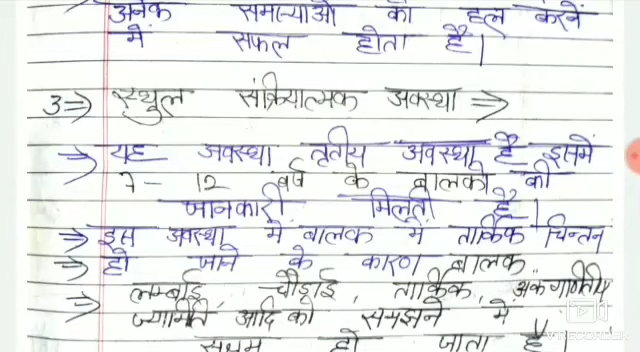 अनेक समास्याओं को हल करने
में सफल होता है।
3⇒ स्थुल संक्रियात्मक अवस्था ⇒
→ यह अवस्था तृतीय अवस्था है इसमें
7 - 12 वर्ष के बालको की
जानकारी मिलती है।
⇒ इस अवस्था में बालक में तार्किक चिन्तन
⇒ हो जाने के कारण बालक
⇒ लम्बाई, चौड़ाई, तार्किक, अंकगणितीय
ज्यामिति आदि को समझने में
सक्षम हो जाता है